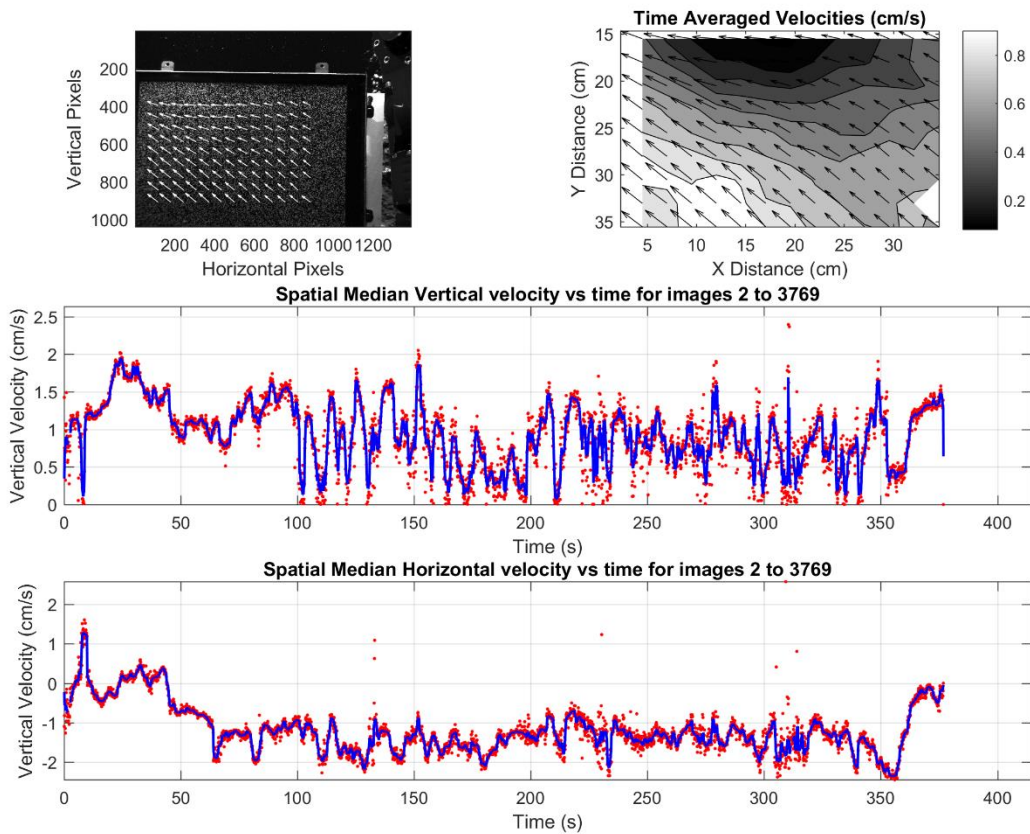 Time Averaged Velocities (cm/s)
200
400
600
800
1000
Vertical Pixels
200 400 600 800 1000 1200
Horizontal Pixels
15
20
25
30
35
Y Distance (cm)
5 10 15 20 25 30
X Distance (cm)
0.8
0.6
0.4
0.2
Spatial Median Vertical velocity vs time for images 2 to 3769
2.5
2
1.5
1
0.5
0
Vertical Velocity (cm/s)
0 50 100 150 200 250 300 350 400
Time (s)
Spatial Median Horizontal velocity vs time for images 2 to 3769
2
1
0
-1
-2
Vertical Velocity (cm/s)
0 50 100 150 200 250 300 350 400
Time (s)